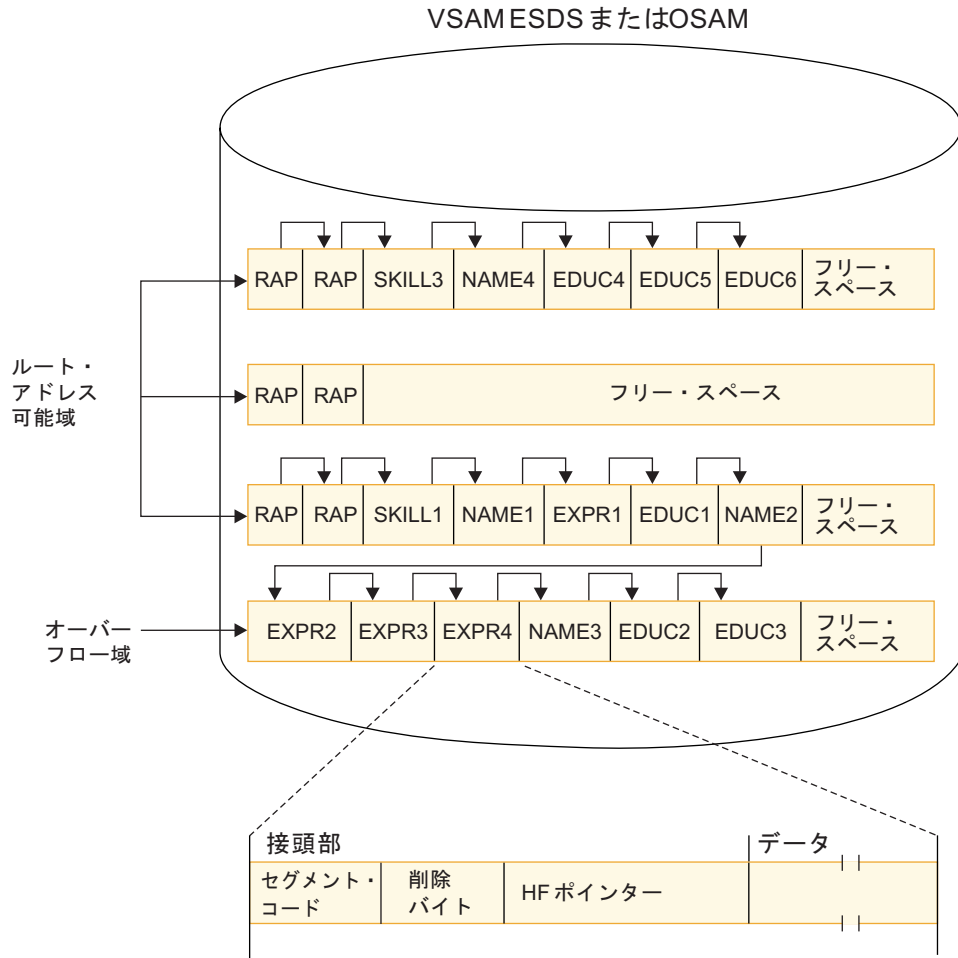 VSAM ESDS またはOSAM
RAP RAP SKILL3 NAME4 EDUC4 EDUC5 EDUC6 フリー・
スペース
ルート・
アドレス
可能域
RAP RAP フリー・スペース
RAP RAP SKILL1 NAME1 EXPR1 EDUC1 NAME2 フリー・
スペース
オーバー
フロー域
EXPR2 EXPR3 EXPR4 NAME3 EDUC2 EDUC3 フリー・
スペース
接頭部 データ
セグメント・
コード
削除
バイト
HFポインター